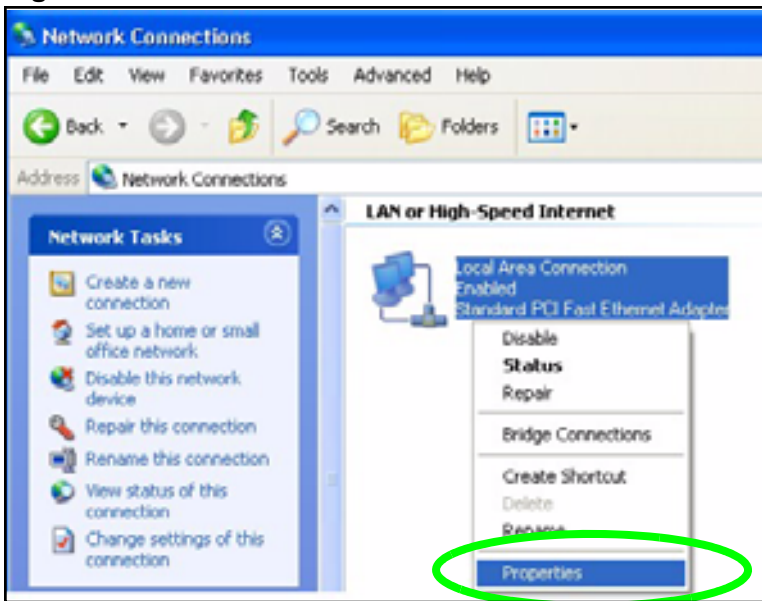 Network Connections
File Edit View Favorites Tools Advanced Help
Back Search Folders
Address Network Connections
Network Tasks
Create a new
connection
Set up a home or small
office network
Disable this network
device
Repair this connection
Rename this connection
View status of this
connection
Change settings of this
connection
LAN or High-Speed Internet
Local Area Connection
Enabled
Standard PCI Fast Ethernet Adapter
Disable
Status
Repair
Bridge Connections
Create Shortcut
Delete
Rename
Properties